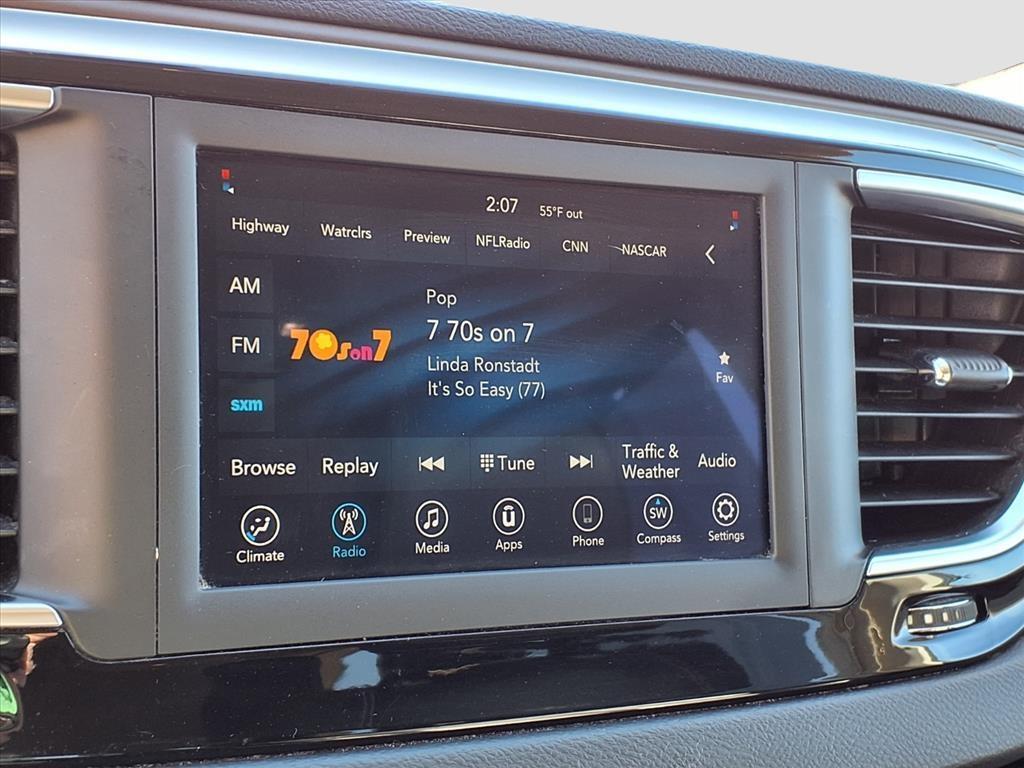 2:07 55°F out
Highway Watrclrs Preview NFLRadio CNN NASCAR
AM
FM
sxm
70s on 7
Pop
7 70s on 7
Linda Ronstadt
It's So Easy (77)
Fav
Browse Replay Tune Traffic & Weather Audio
Climate Radio Media Apps Phone SW Compass Settings